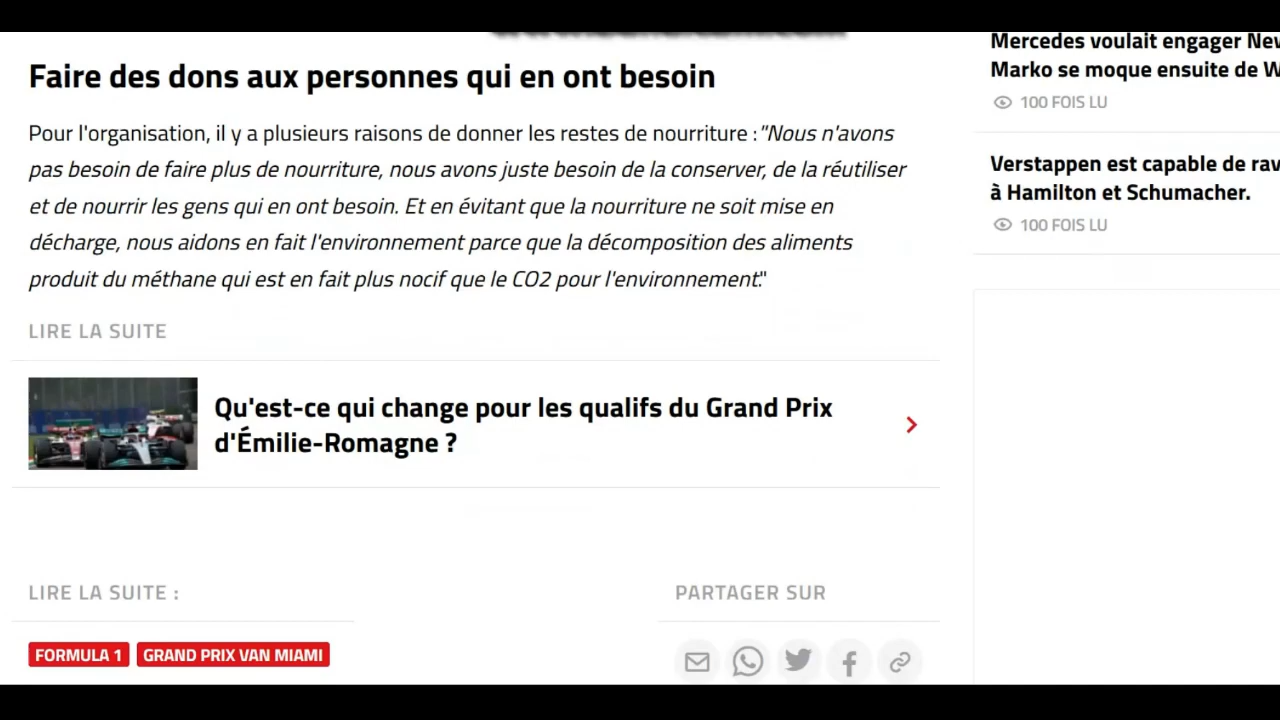 Faire des dons aux personnes qui en ont besoin
Pour l'organisation, il y a plusieurs raisons de donner les restes de nourriture :"Nous n'avons
pas besoin de faire plus de nourriture, nous avons juste besoin de la conserver, de la réutiliser
et de nourrir les gens qui en ont besoin. Et en évitant que la nourriture ne soit mise en
décharge, nous aidons en fait l'environnement parce que la décomposition des aliments
produit du méthane qui est en fait plus nocif que le CO2 pour l'environnement."
LIRE LA SUITE
Qu'est-ce qui change pour les qualifs du Grand Prix
d'Émilie-Romagne ?
LIRE LA SUITE :
FORMULA 1 GRAND PRIX VAN MIAMI
PARTAGER SUR
Mercedes voulait engager
Marko se moque ensuite de
100 FOIS LU
Verstappen est capable de
à Hamilton et Schumacher.
100 FOIS LU